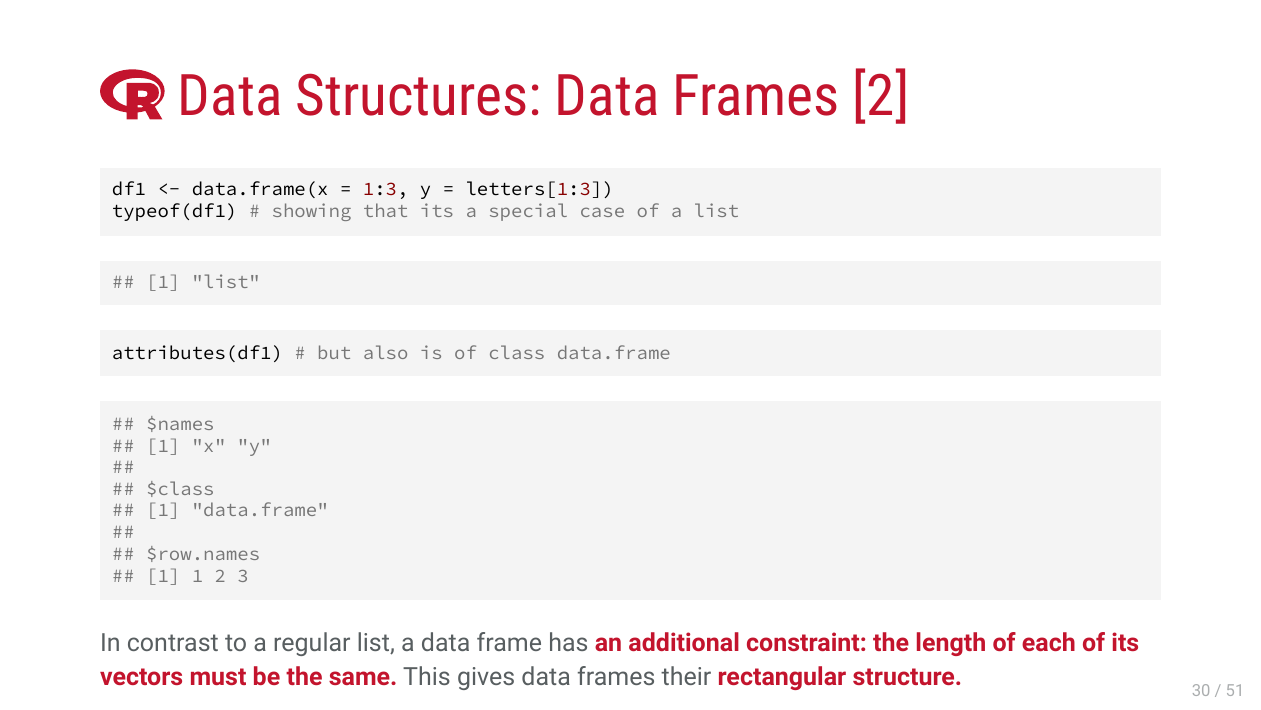 R Data Structures: Data Frames [2]
df1 <- data.frame(x = 1:3, y = letters[1:3])
typeof(df1) # showing that its a special case of a list
## [1] "list"
attributes(df1) # but also is of class data.frame
## $names
## [1] "x" "y"
##
## $class
## [1] "data.frame"
##
## $row.names
## [1] 1 2 3
In contrast to a regular list, a data frame has an additional constraint: the length of each of its
vectors must be the same. This gives data frames their rectangular structure.
30 / 51